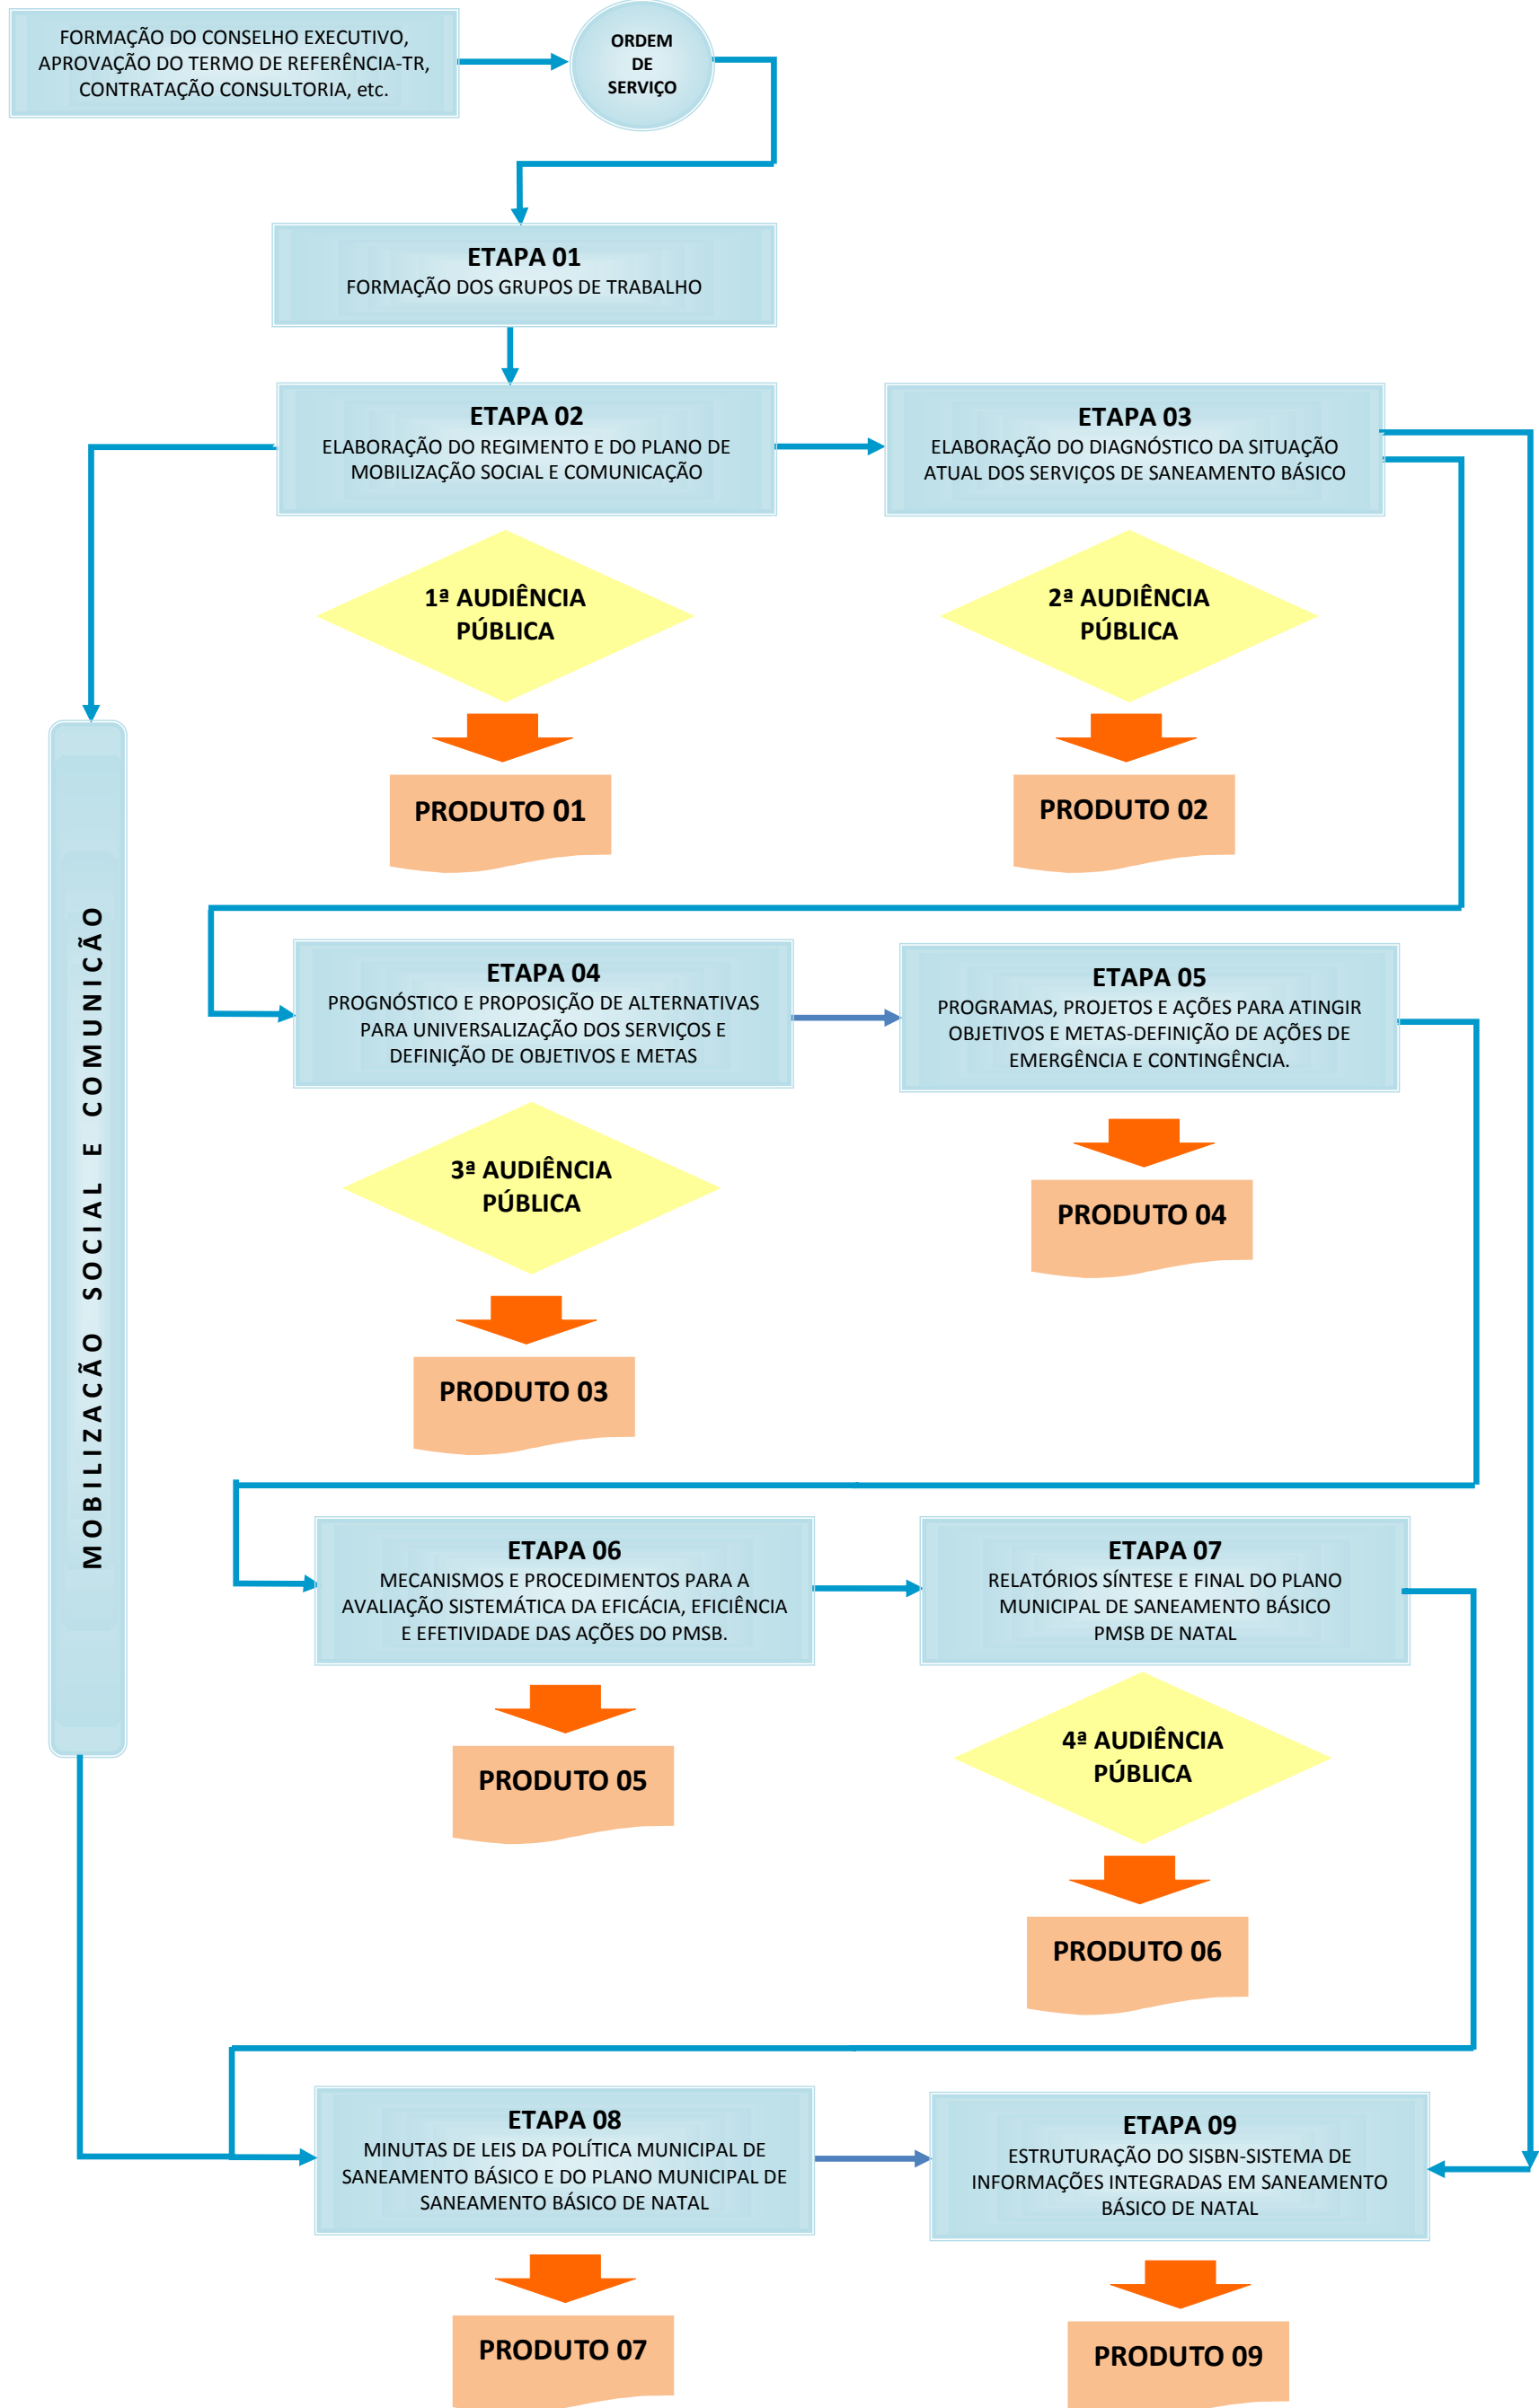 FORMAÇÃO DO CONSELHO EXECUTIVO,
APROVAÇÃO DO TERMO DE REFERÊNCIA-TR,
CONTRATAÇÃO CONSULTORIA, etc.
ORDEM
DE
SERVIÇO
ETAPA 01
FORMAÇÃO DOS GRUPOS DE TRABALHO
ETAPA 02
ELABORAÇÃO DO REGIMENTO E DO PLANO DE
MOBILIZAÇÃO SOCIAL E COMUNICAÇÃO
ETAPA 03
ELABORAÇÃO DO DIAGNÓSTICO DA SITUAÇÃO
ATUAL DOS SERVIÇOS DE SANEAMENTO BÁSICO
1ª AUDIÊNCIA
PÚBLICA
2ª AUDIÊNCIA
PÚBLICA
PRODUTO 01
PRODUTO 02
MOBILIZACÃO SOCIAL E COMUNICÃO
ETAPA 04
PROGNÓSTICO E PROPOSIÇÃO DE ALTERNATIVAS
PARA UNIVERSALIZAÇÃO DOS SERVIÇOS E
DEFINIÇÃO DE OBJETIVOS E METAS
ETAPA 05
PROGRAMAS, PROJETOS E AÇÕES PARA ATINGIR
OBJETIVOS E METAS-DEFINIÇÃO DE AÇÕES DE
EMERGÊNCIA E CONTINGÊNCIA.
3ª AUDIÊNCIA
PÚBLICA
PRODUTO 04
PRODUTO 03
ETAPA 06
MECANISMOS E PROCEDIMENTOS PARA A
AVALIAÇÃO SISTEMÁTICA DA EFICÁCIA, EFICIÊNCIA
E EFETIVIDADE DAS AÇÕES DO PMSB.
ETAPA 07
RELATÓRIOS SÍNTESE E FINAL DO PLANO
MUNICIPAL DE SANEAMENTO BÁSICO
PMSB DE NATAL
4ª AUDIÊNCIA
PÚBLICA
PRODUTO 05
PRODUTO 06
ETAPA 08
MINUTAS DE LEIS DA POLÍTICA MUNICIPAL DE
SANEAMENTO BÁSICO E DO PLANO MUNICIPAL DE
SANEAMENTO BÁSICO DE NATAL
ETAPA 09
ESTRUTURAÇÃO DO SISBN-SISTEMA DE
INFORMAÇÕES INTEGRADAS EM SANEAMENTO
BÁSICO DE NATAL
PRODUTO 07
PRODUTO 09